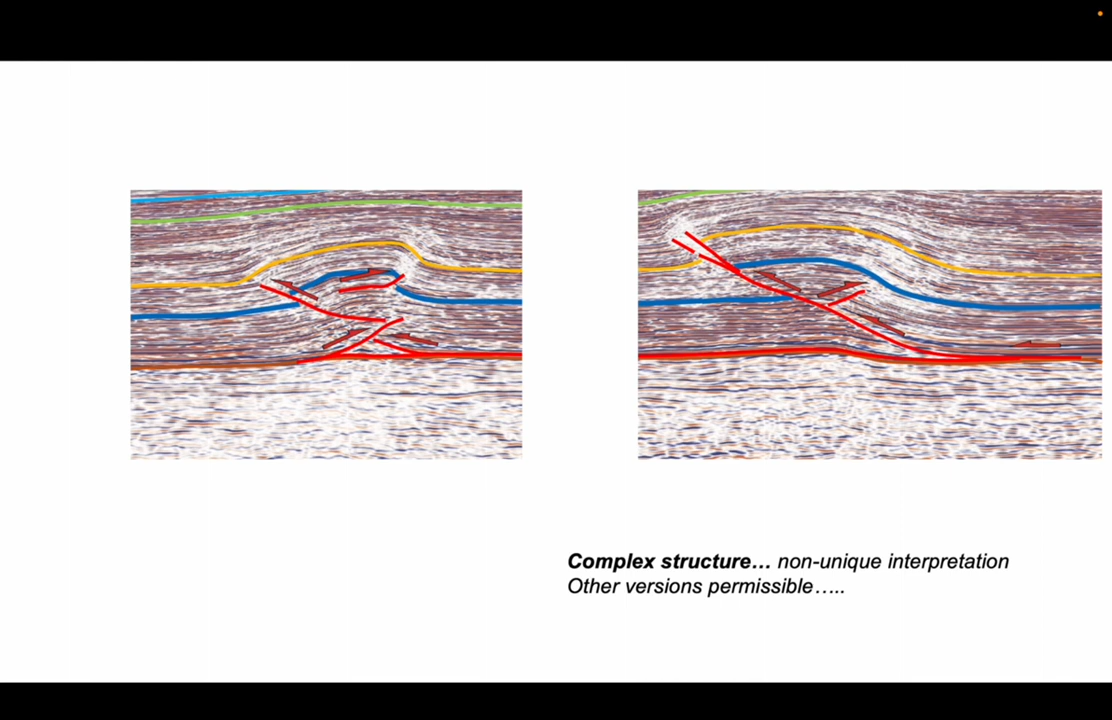 Complex structure... non-unique interpretation
Other versions permissible.....